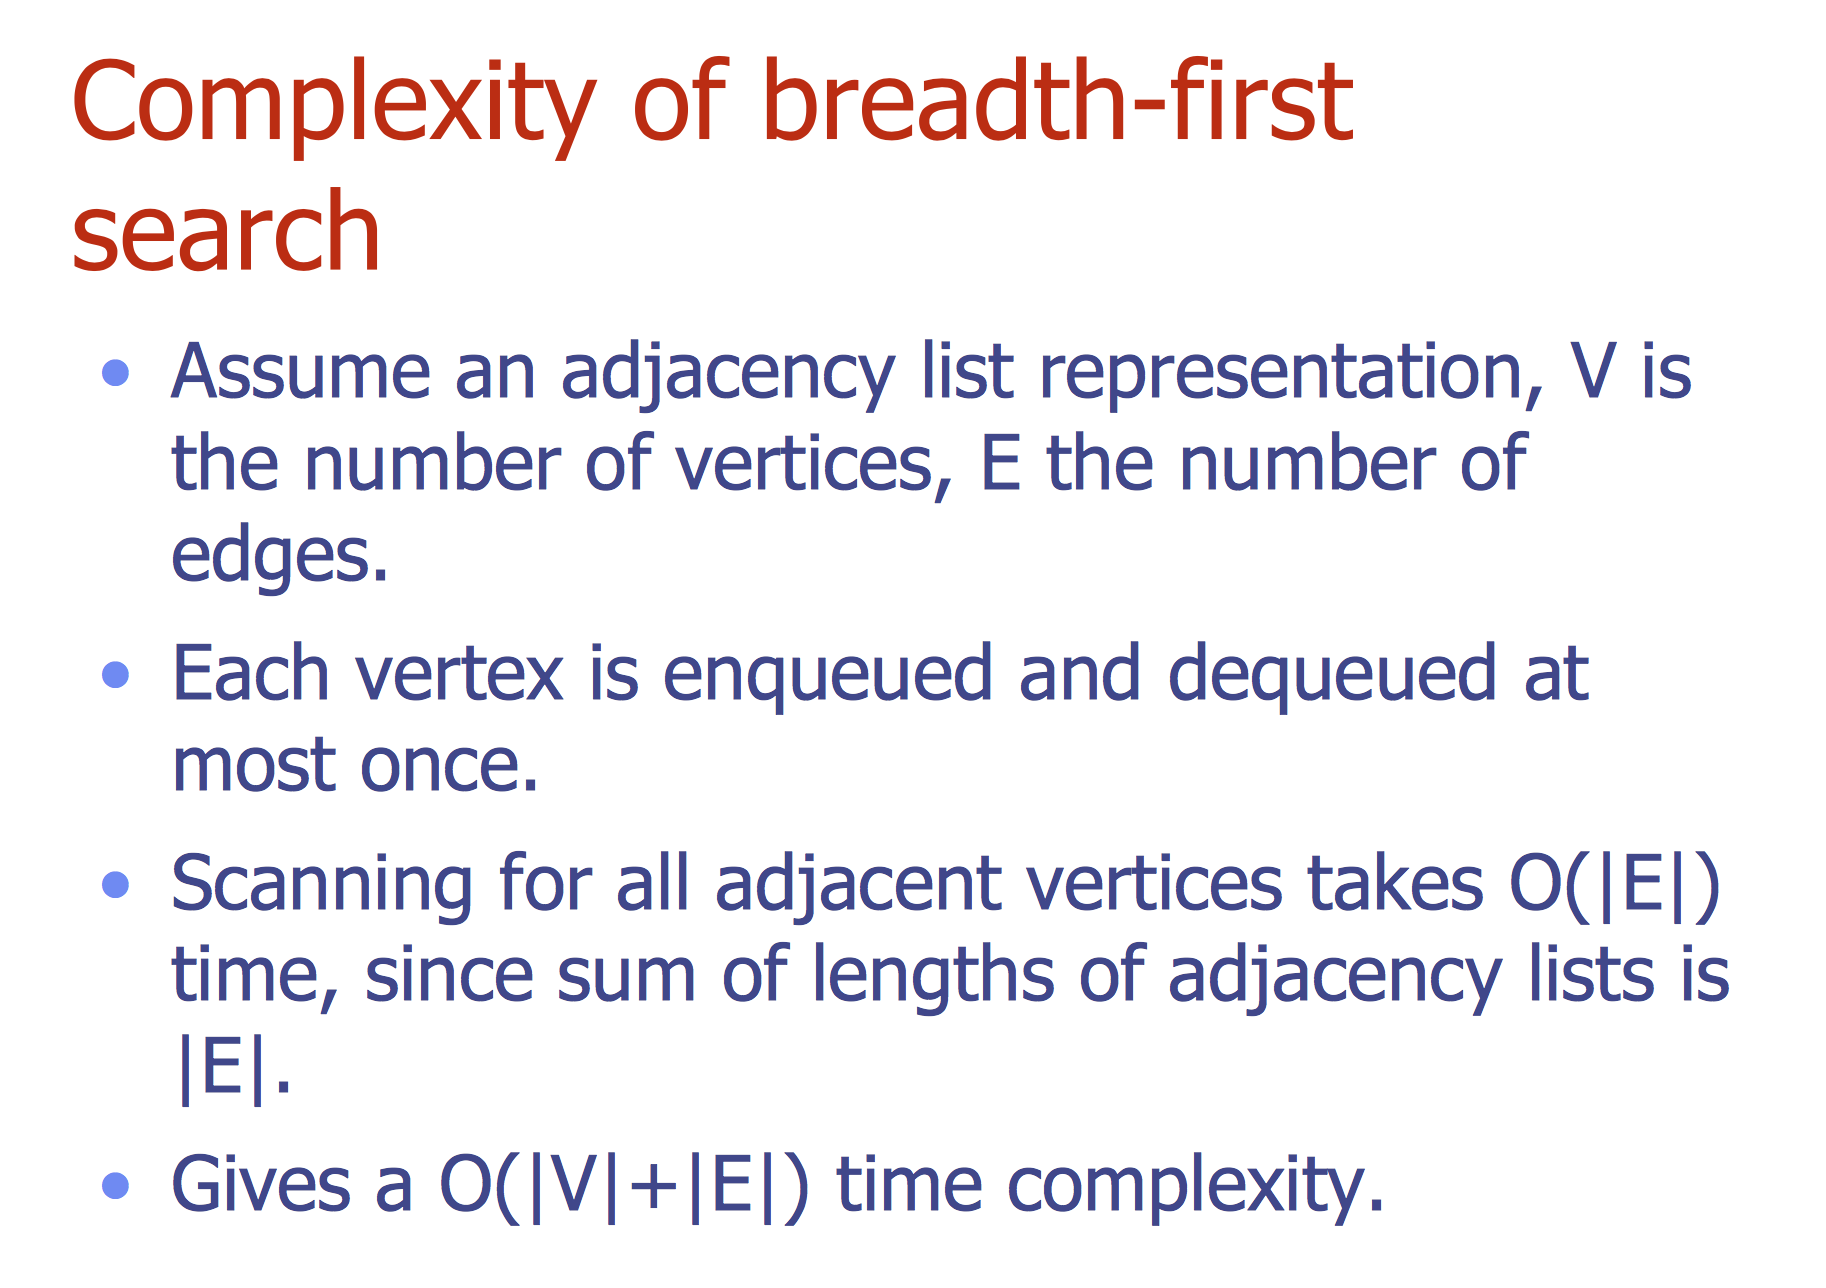 Complexity of breadth-first
search
• Assume an adjacency list representation, V is
the number of vertices, E the number of
edges.
• Each vertex is enqueued and dequeued at
most once.
• Scanning for all adjacent vertices takes O(|E|)
time, since sum of lengths of adjacency lists is
|E|.
• Gives a O(|V|+|E|) time complexity.